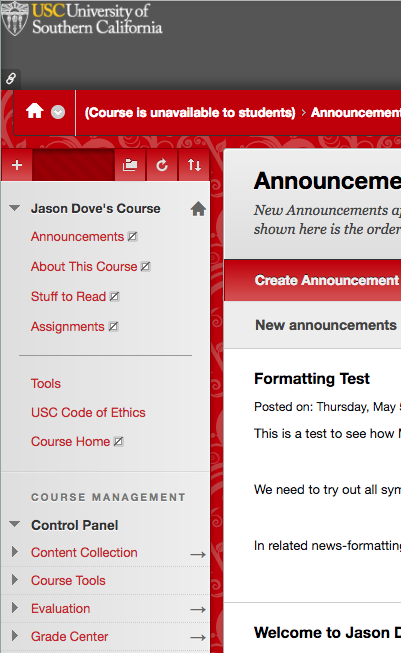 USC University of
Southern California
(Course is unavailable to students) > Announcement
Jason Dove's Course
Announcements
About This Course
Stuff to Read
Assignments
Tools
USC Code of Ethics
Course Home
COURSE MANAGEMENT
Control Panel
Content Collection
Course Tools
Evaluation
Grade Center
Announceme
New Announcements ap
shown here is the order
Create Announcement
New announcements
Formatting Test
Posted on: Thursday, May 5
This is a test to see how M
We need to try out all sym
In related news-formatting
Welcome to Jason D